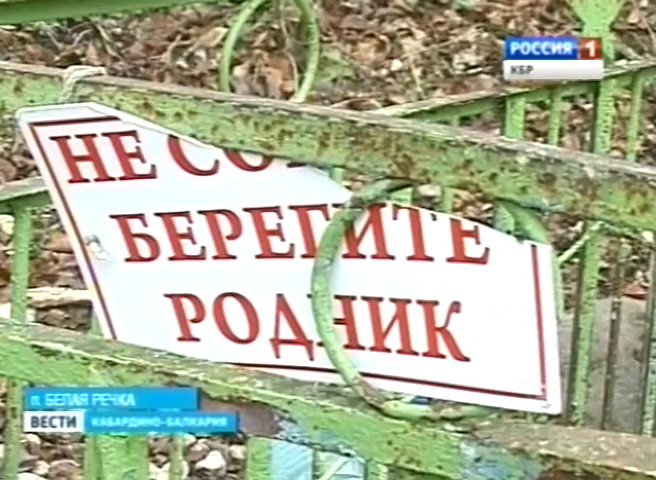 РОССИЯ 1
КБР
НЕ
БЕРЕГИТЕ
РОДНИК
п. БЕЛАЯ РЕЧКА
ВЕСТИ КАБАРДИНО-БАЛКАРИЯ